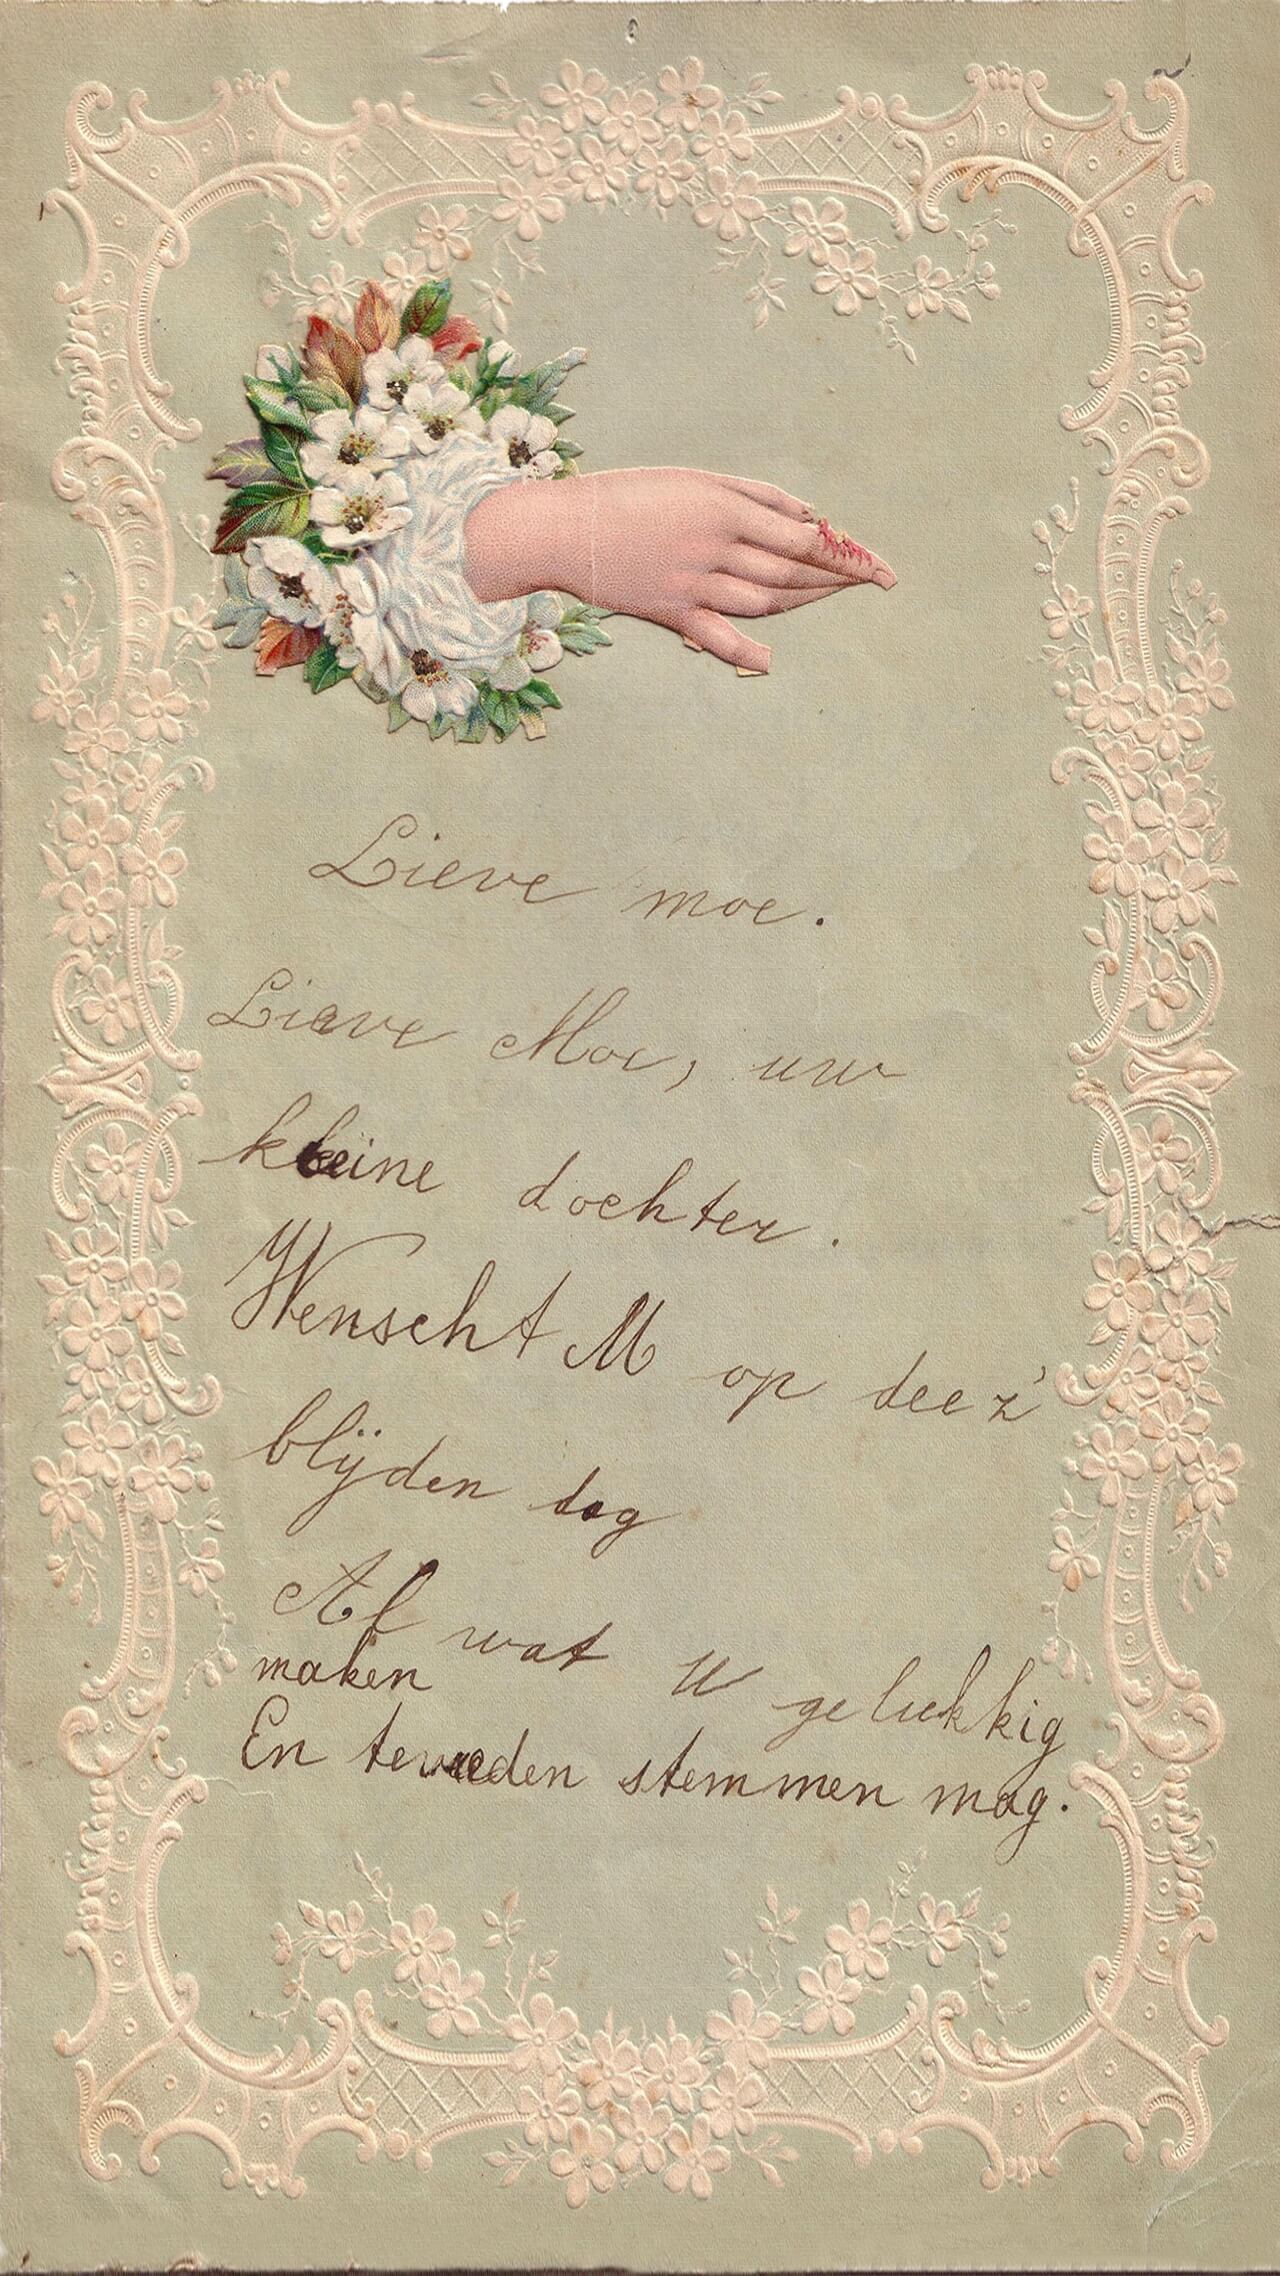 Lieve moe.
Lieve Moe, uw
kleine dochter.
Wenscht M op deez'
blijden dag
Al wat U gelukkig
maken
En tevreden stemmen mag.